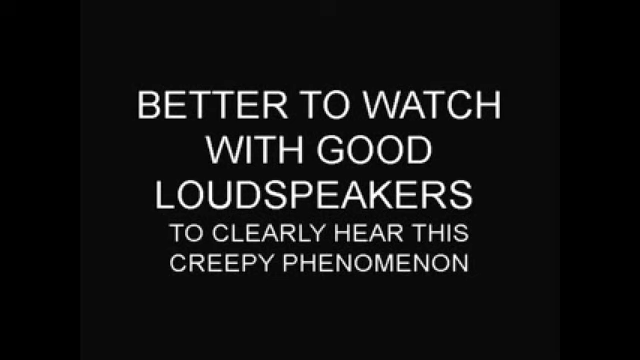 BETTER TO WATCH
WITH GOOD
LOUDSPEAKERS
TO CLEARLY HEAR THIS
CREEPY PHENOMENON